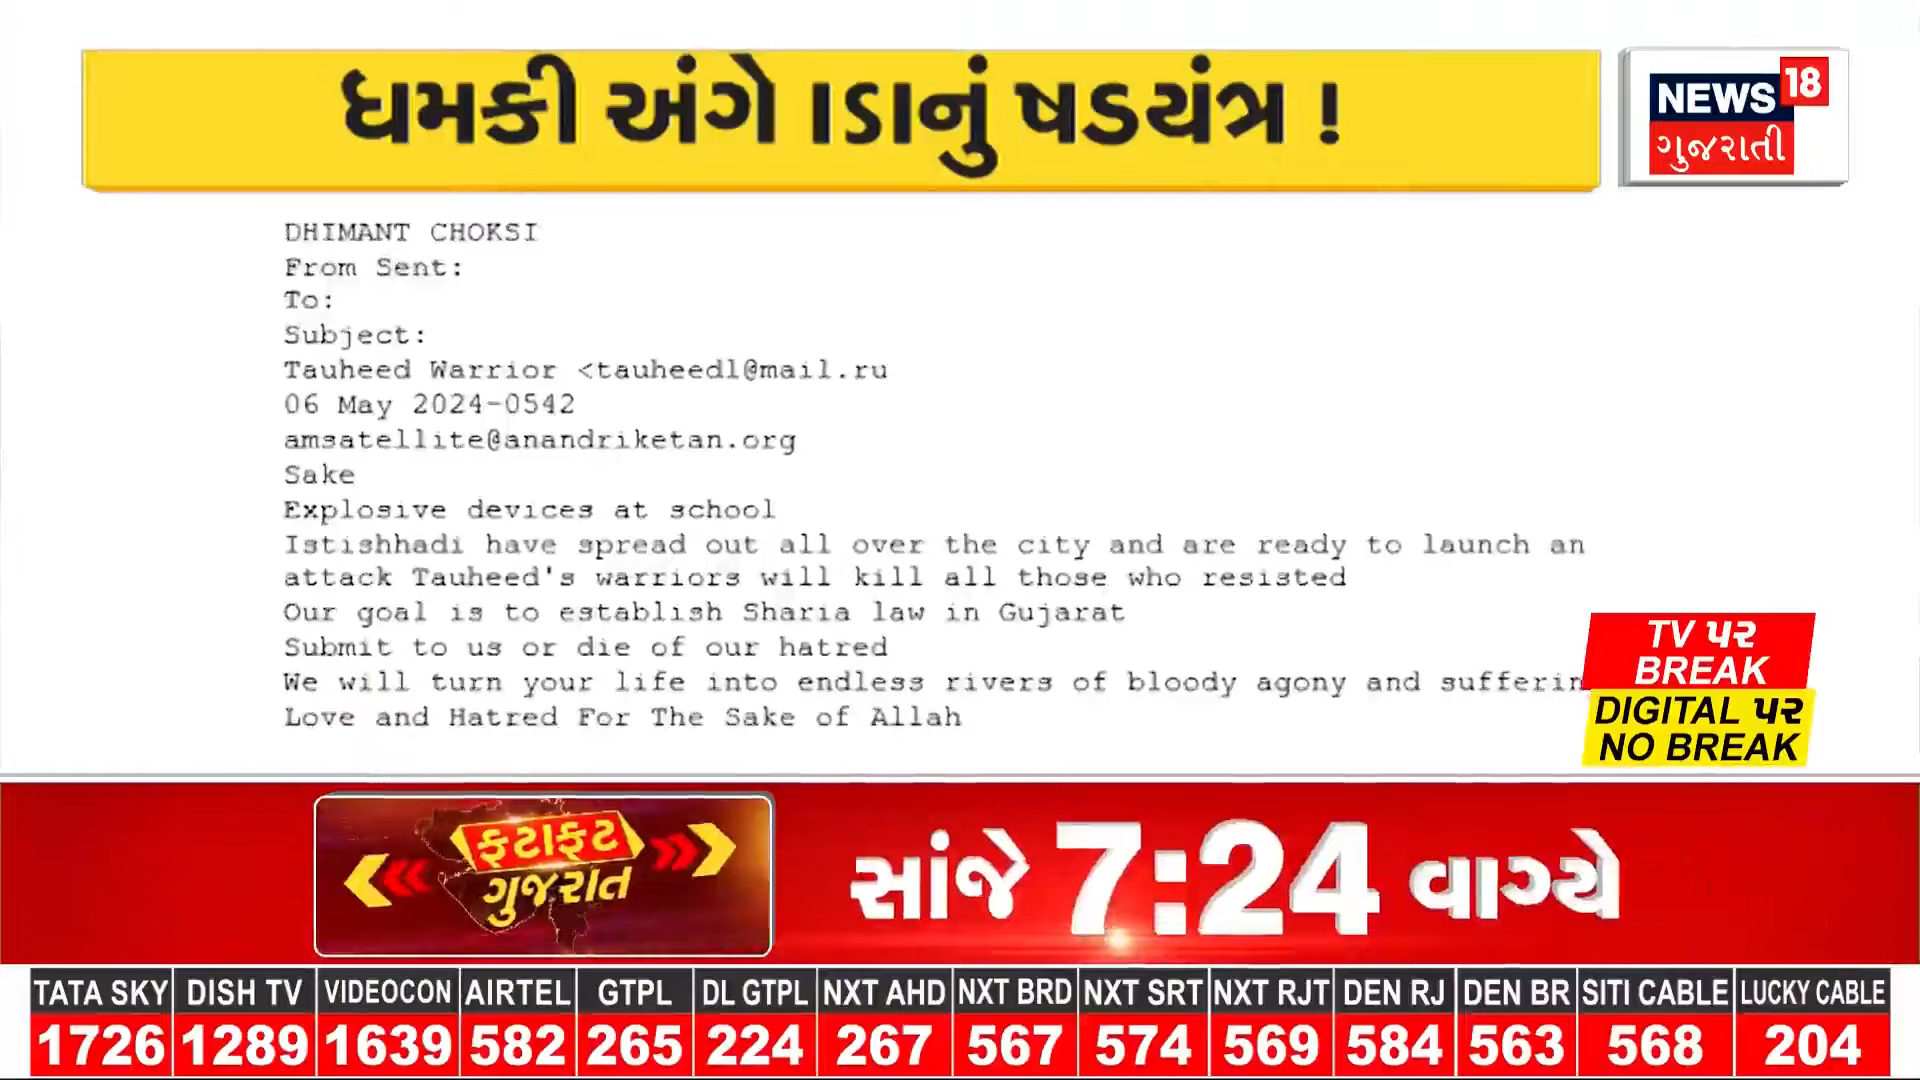 ધમકી અંગે ।ડાનું ષડયંત્ર !
NEWS 18
ગુજરાતી
DHIMANT CHOKSI
From Sent:
To:
Subject:
Tauheed Warrior <tauheedl@mail.ru
06 May 2024-0542
amsatellite@anandriketan.org
Sake
Explosive devices at school
Istishhadi have spread out all over the city and are ready to launch an
attack Tauheed's warriors will kill all those who resisted
Our goal is to establish Sharia law in Gujarat
Submit to us or die of our hatred
We will turn your life into endless rivers of bloody agony and sufferin
Love and Hatred For The Sake of Allah
TV પર
BREAK
DIGITAL પર
NO BREAK
ફટાફટ
ગુજરાત
સાંજે 7:24 વાગ્યે
TATA SKY DISH TV VIDEOCON AIRTEL GTPL DL GTPL NXT AHD NXT BRD NXT SRT NXT RJT DEN RJ DEN BR SITI CABLE LUCKY CABLE
1726 1289 1639 582 265 224 267 567 574 569 584 563 568 204